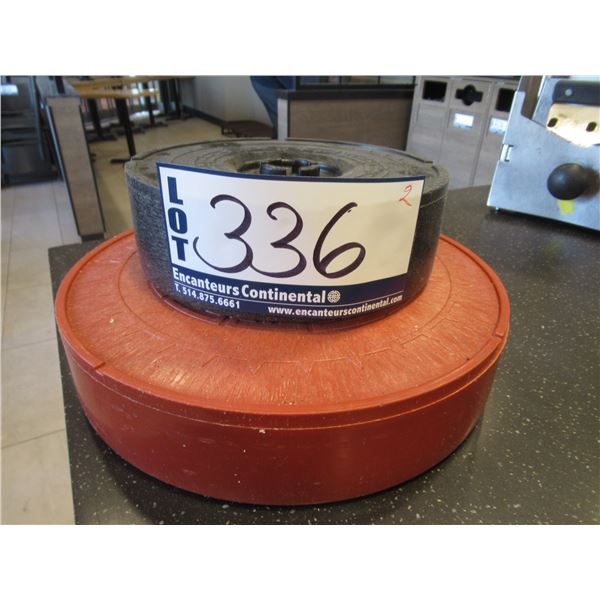 LOT
336
2
Encanteurs Continental
T. 514.875.6661
www.encanteurscontinental.com